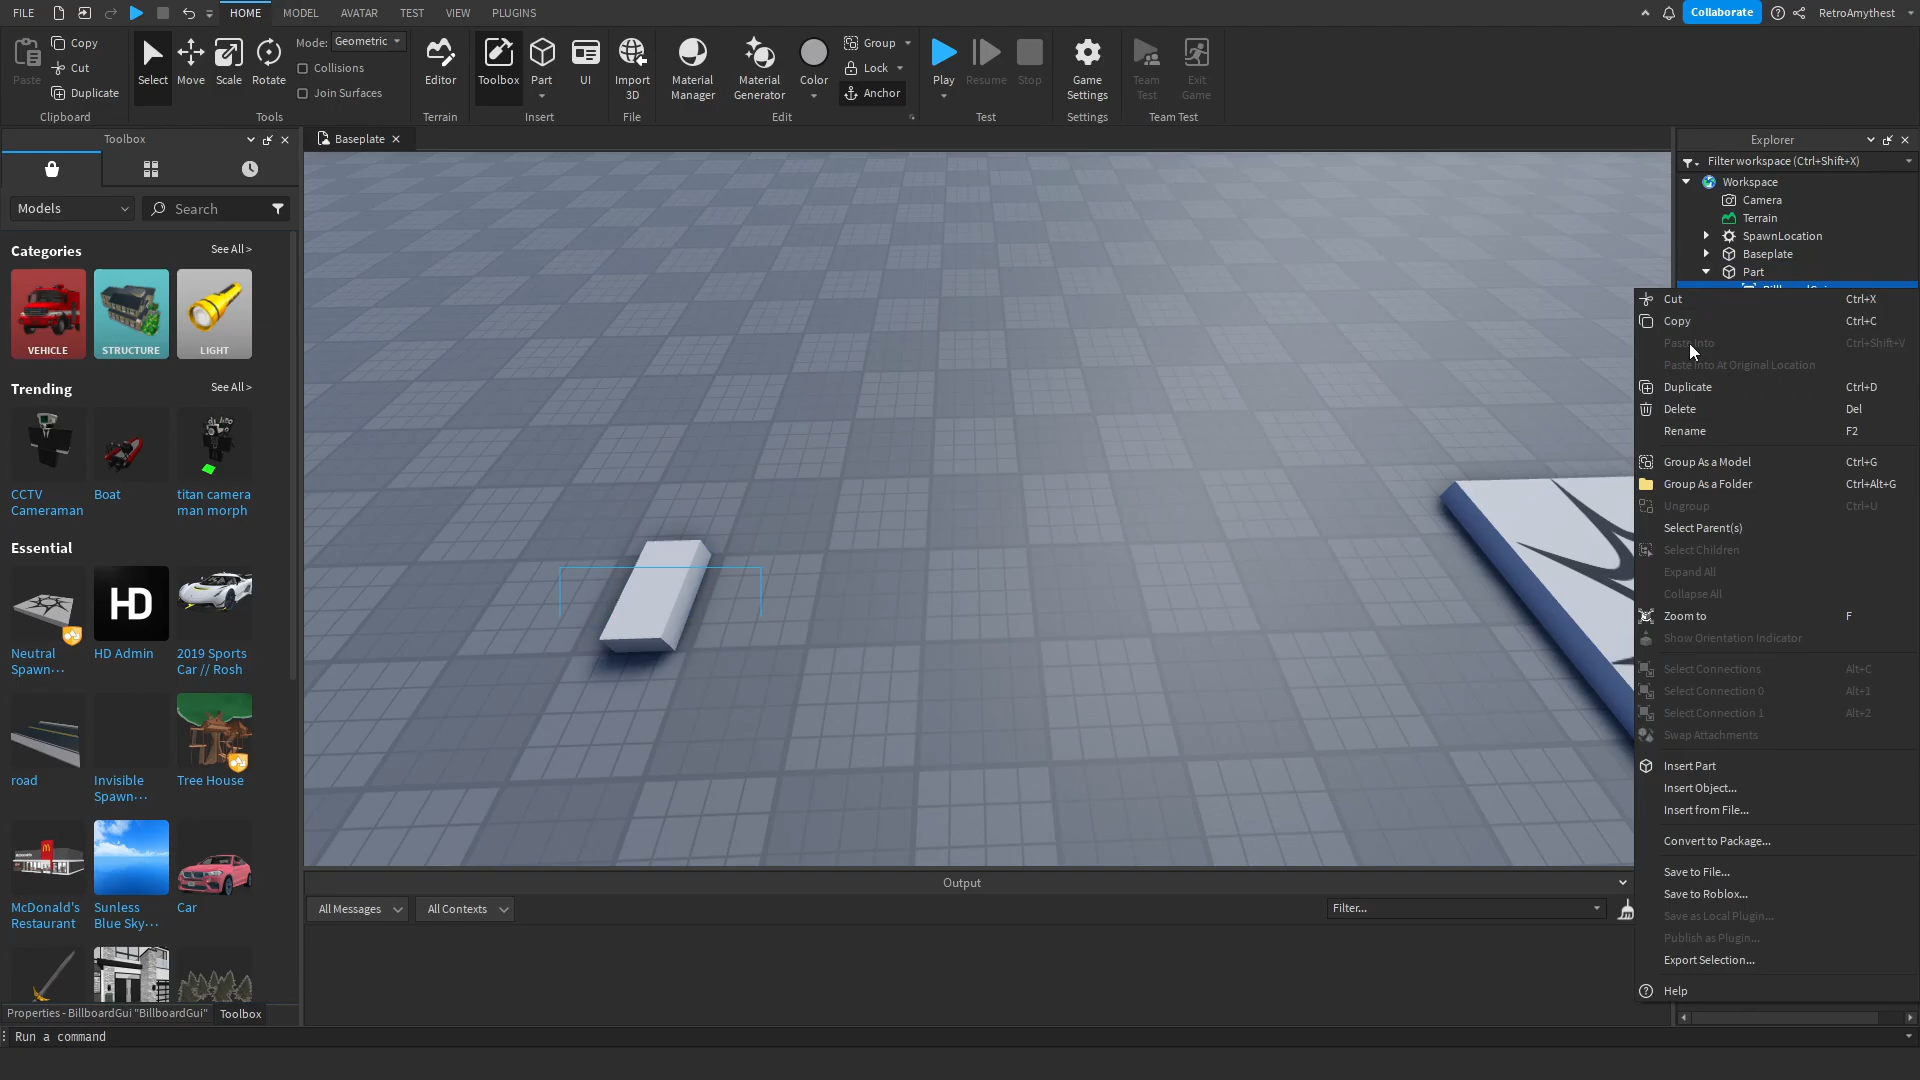 FILE
HOME
MODEL
AVATAR
TEST
VIEW
PLUGINS
Collaborate
RetroAmythest
Paste
Copy
Cut
Duplicate
Clipboard
Select
Move
Scale
Rotate
Mode:
Geometric
Collisions
Join Surfaces
Tools
Editor
Terrain
Toolbox
Part
UI
Insert
Import
3D
File
Material
Manager
Material
Generator
Color
Group
Lock
Anchor
Edit
Play
Resume
Stop
Test
Game
Settings
Settings
Team
Test
Exit
Game
Team Test
Toolbox
Models
Search
Categories
See All >
VEHICLE
STRUCTURE
LIGHT
Trending
See All >
CCTV
Cameraman
Boat
titan camera
man morph
Essential
HD
Neutral
Spawn...
HD Admin
2019 Sports
Car // Rosh
road
Invisible
Spawn...
Tree House
McDonald's
Restaurant
Sunless
Blue Sky...
Car
Properties - BillboardGui "BillboardGui"
Toolbox
Run a command
Baseplate
Output
All Messages
All Contexts
Filter...
Explorer
Filter workspace (Ctrl+Shift+X)
Workspace
Camera
Terrain
SpawnLocation
Baseplate
Part
Cut Ctrl+X
Copy Ctrl+C
Paste Into Ctrl+Shift+V
Paste Into At Original Location
Duplicate Ctrl+D
Delete Del
Rename F2
Group As a Model Ctrl+G
Group As a Folder Ctrl+Alt+G
Ungroup Ctrl+U
Select Parent(s)
Select Children
Expand All
Collapse All
Zoom to F
Show Orientation Indicator
Select Connections Alt+C
Select Connection 0 Alt+1
Select Connection 1 Alt+2
Swap Attachments
Insert Part
Insert Object...
Insert from File...
Convert to Package...
Save to File...
Save to Roblox...
Save as Local Plugin...
Publish as Plugin...
Export Selection...
Help